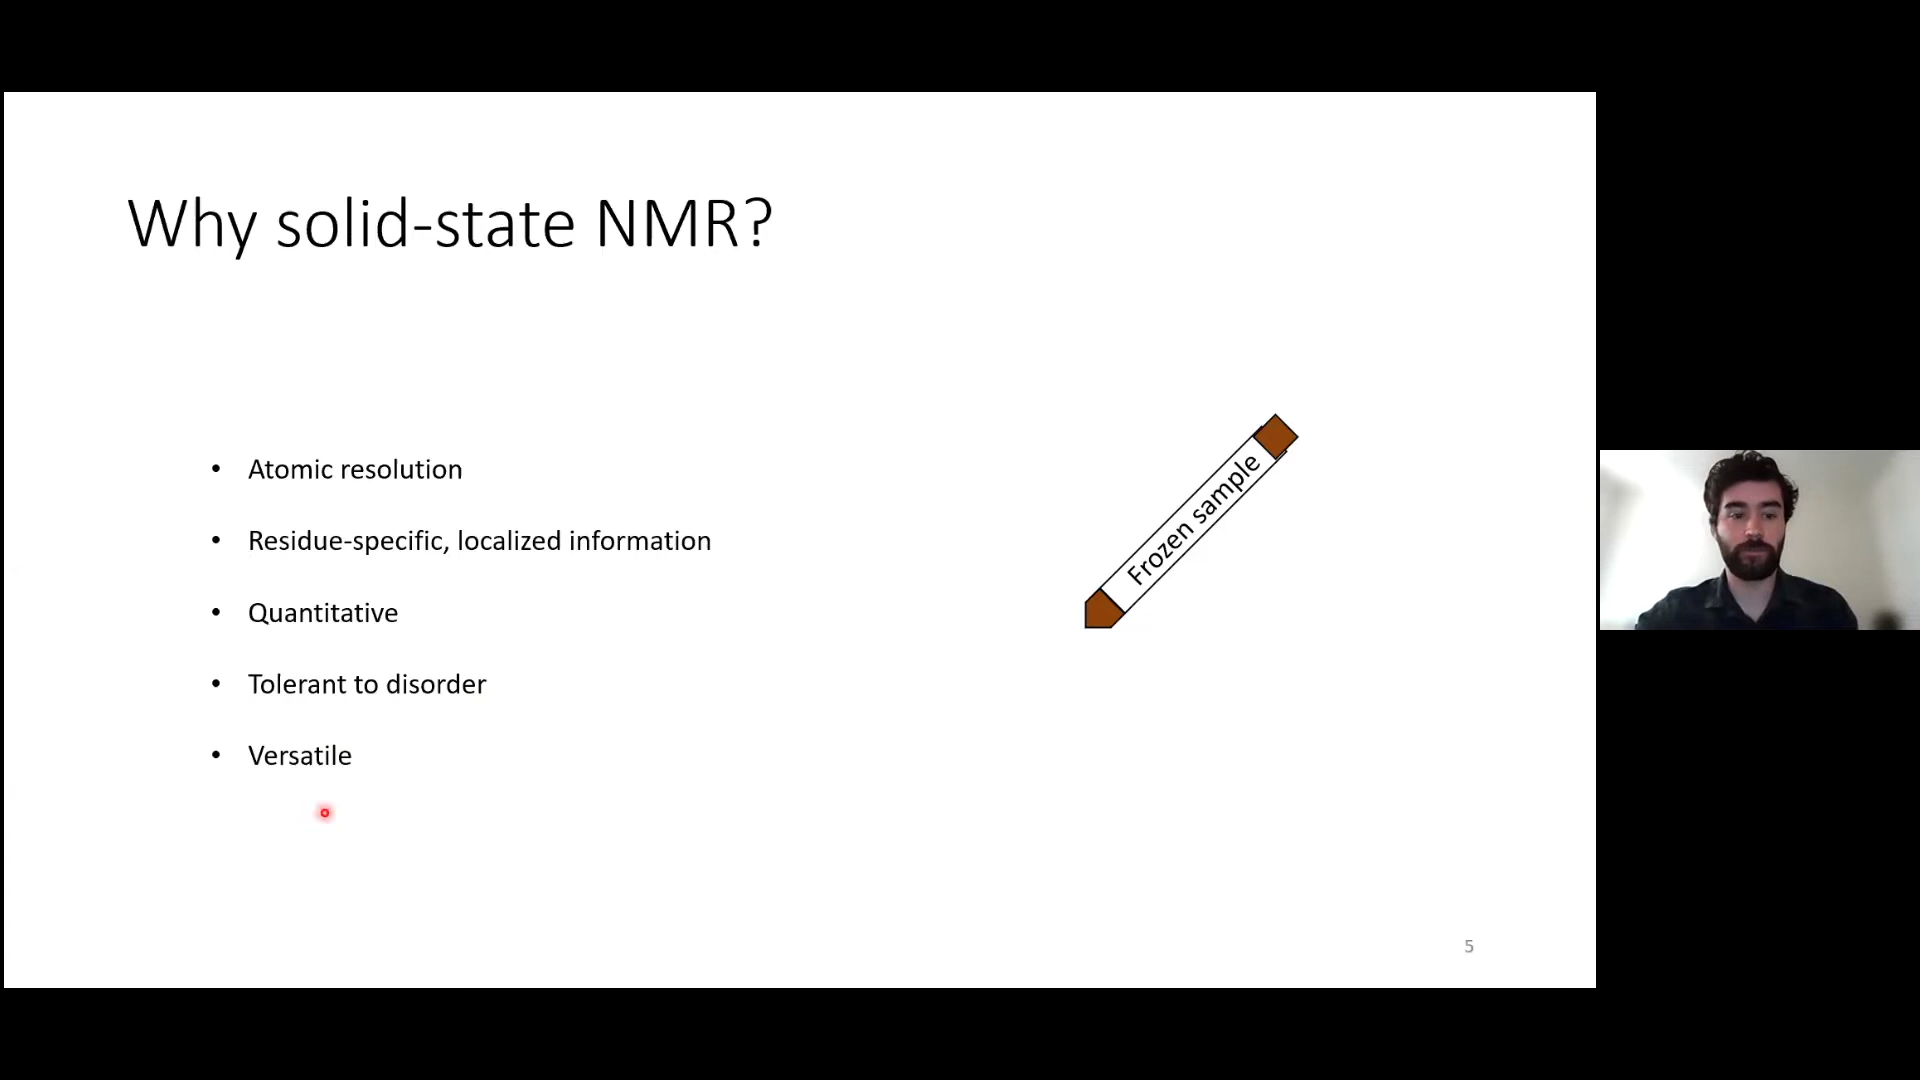 Why solid-state NMR?
• Atomic resolution
• Residue-specific, localized information
• Quantitative
• Tolerant to disorder
• Versatile
Frozen sample
5